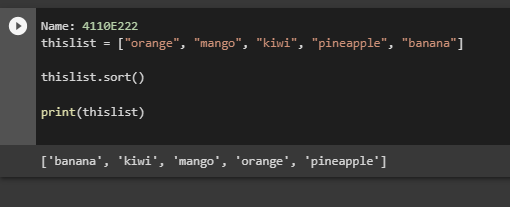 Name: 4110E222
thislist = ["orange", "mango", "kiwi", "pineapple", "banana"]
thislist.sort()
print(thislist)
['banana', 'kiwi', 'mango', 'orange', 'pineapple']